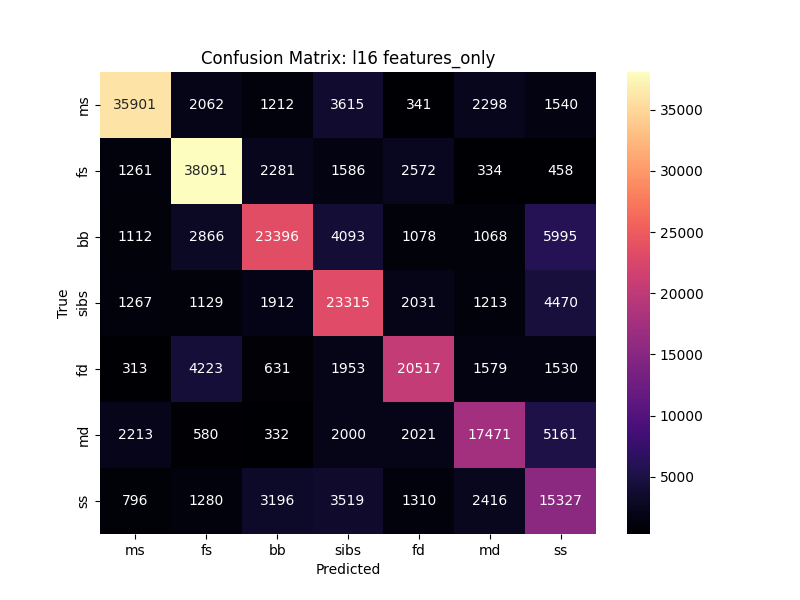 Confusion Matrix: l16 features_only
True
ms 35901 2062 1212 3615 341 2298 1540
fs 1261 38091 2281 1586 2572 334 458
bb 1112 2866 23396 4093 1078 1068 5995
sibs 1267 1129 1912 23315 2031 1213 4470
fd 313 4223 631 1953 20517 1579 1530
md 2213 580 332 2000 2021 17471 5161
ss 796 1280 3196 3519 1310 2416 15327
ms fs bb sibs fd md ss
Predicted
35000
30000
25000
20000
15000
10000
5000